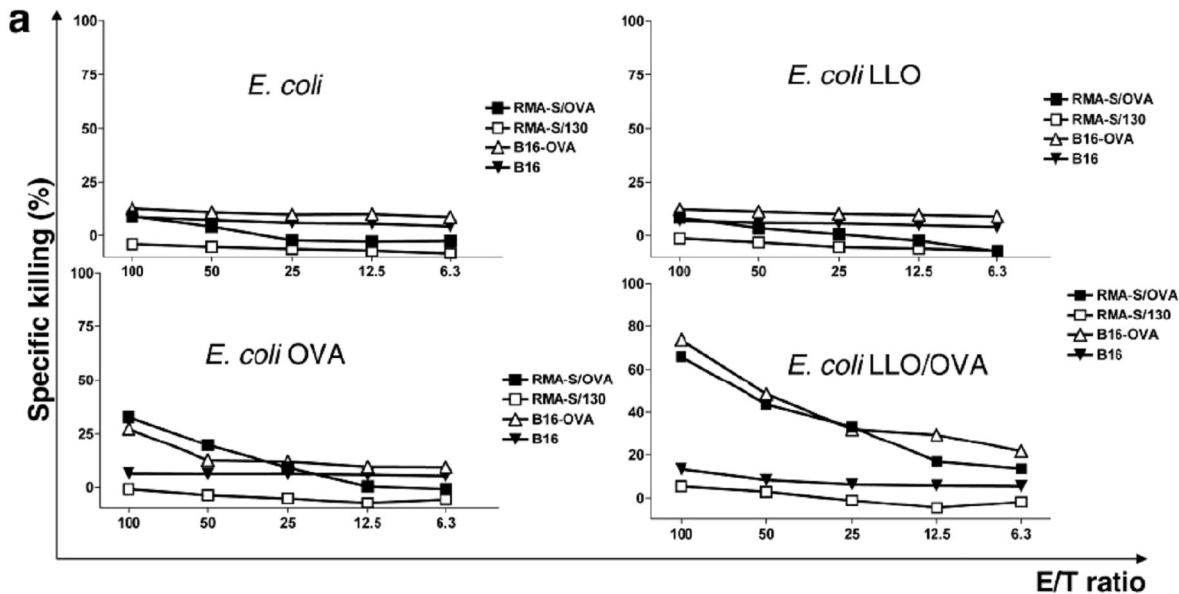 a
Specific killing (%)
100
75
50
25
0
E. coli
RMA-S/OVA
RMA-S/130
B16-OVA
B16
100 50 25 12.5 6.3
100
75
50
25
0
E. coli LLO
RMA-S/OVA
RMA-S/130
B16-OVA
B16
100 50 25 12.5 6.3
100
75
50
25
0
E. coli OVA
RMA-S/OVA
RMA-S/130
B16-OVA
B16
100 50 25 12.5 6.3
100
80
60
40
20
0
E. coli LLO/OVA
RMA-S/OVA
RMA-S/130
B16-OVA
B16
100 50 25 12.5 6.3
E/T ratio